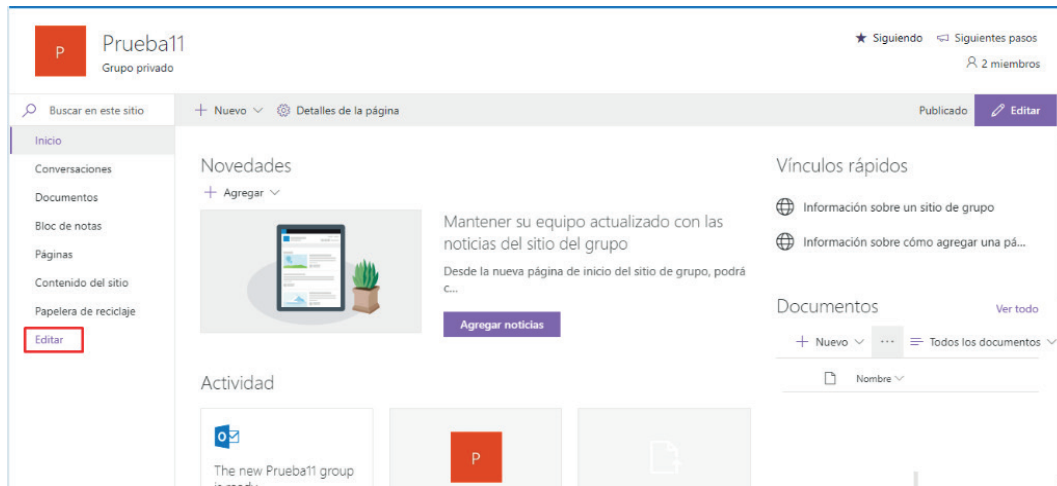 P
Prueba11
Grupo privado
Siguiendo
Siguientes pasos
2 miembros
Buscar en este sitio
Nuevo
Detalles de la página
Publicado
Editar
Inicio
Conversaciones
Documentos
Bloc de notas
Páginas
Contenido del sitio
Papelera de reciclaje
Editar
Novedades
Agregar
Mantener su equipo actualizado con las
noticias del sitio del grupo
Desde la nueva página de inicio del sitio de grupo, podrá
c...
Agregar noticias
Vínculos rápidos
Información sobre un sitio de grupo
Información sobre cómo agregar una pá...
Documentos
Ver todo
Nuevo
Todos los documentos
Nombre
Actividad
The new Prueba11 group
P